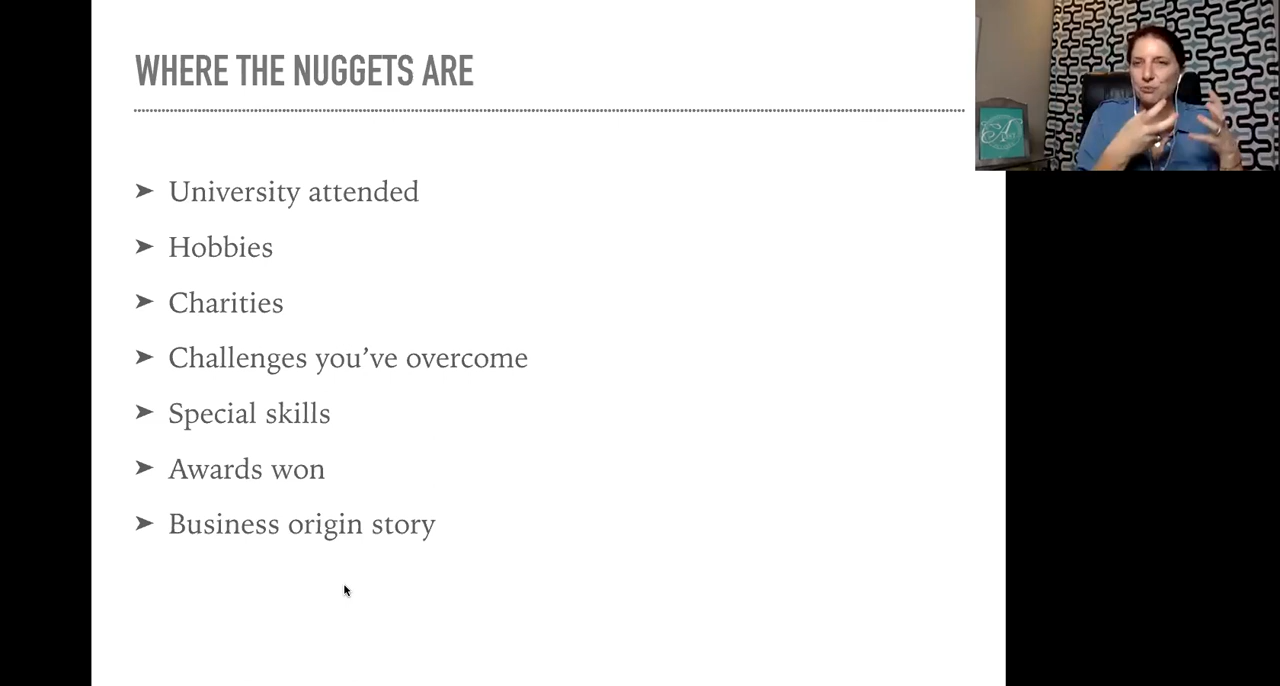 WHERE THE NUGGETS ARE
➤ University attended
➤ Hobbies
➤ Charities
➤ Challenges you’ve overcome
➤ Special skills
➤ Awards won
➤ Business origin story